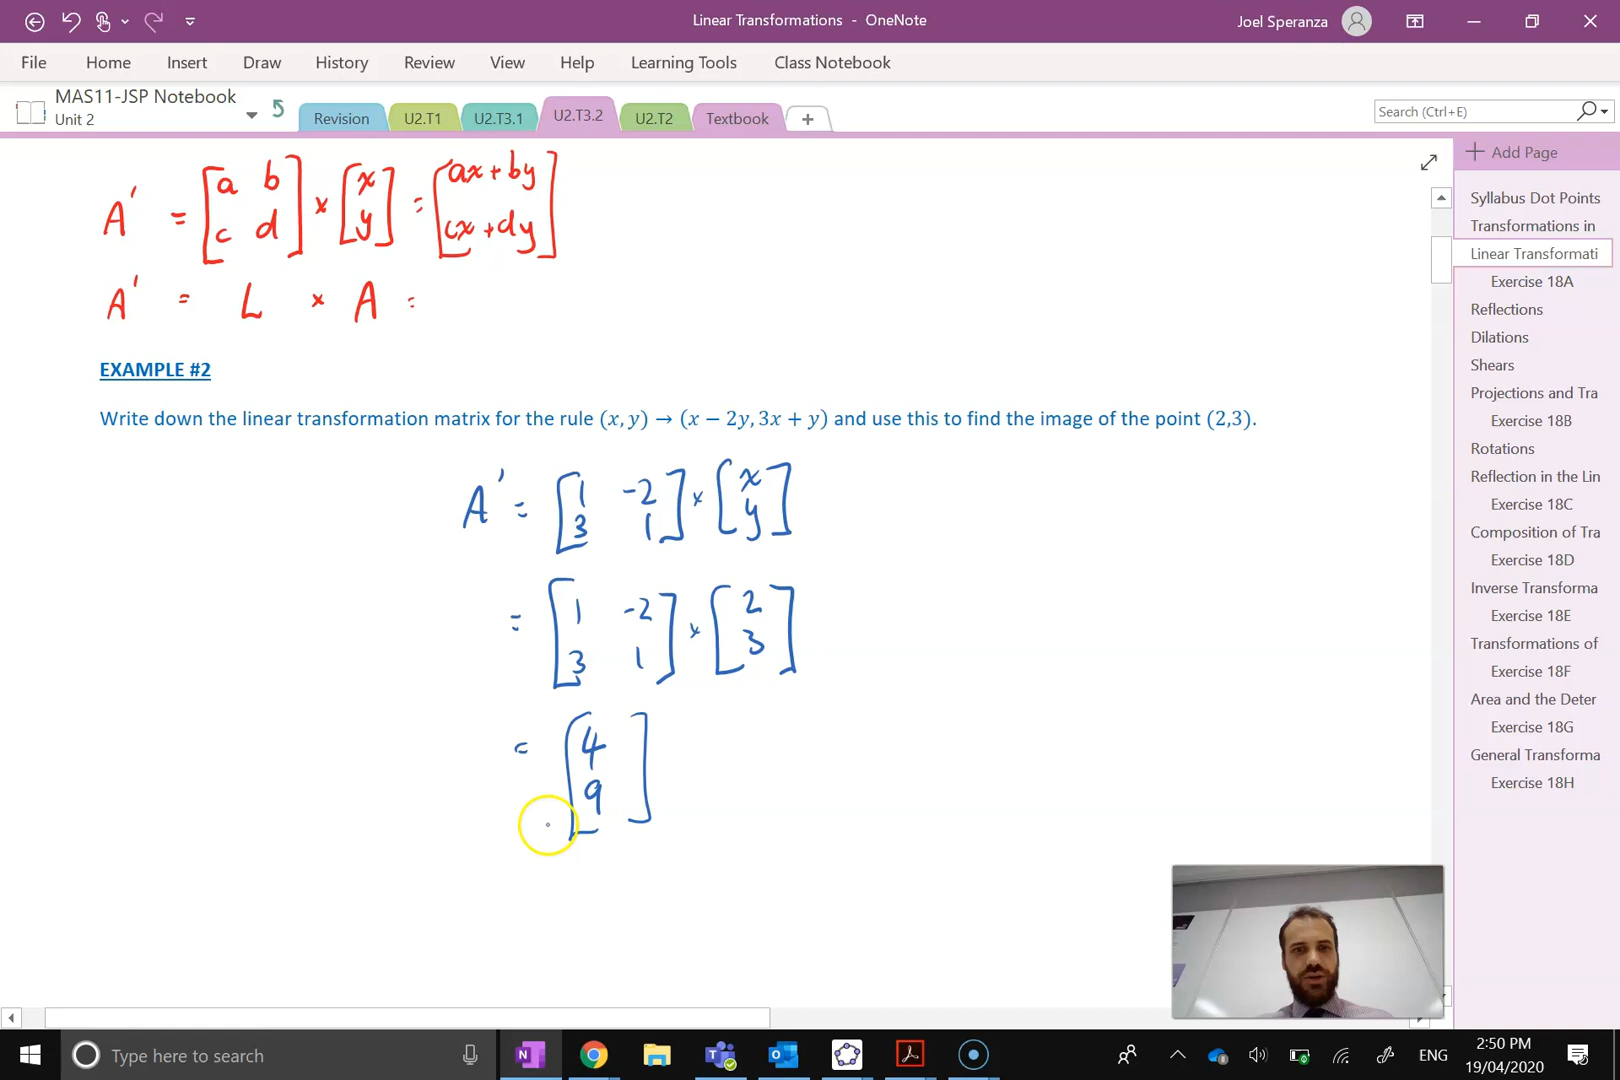 Linear Transformations - OneNote
Joel Speranza
File Home Insert Draw History Review View Help Learning Tools Class Notebook
MAS11-JSP Notebook
Unit 2
Revision U2.T1 U2.T3.1 U2.T3.2 U2.T2 Textbook +
Search (Ctrl+E)
A' = [a b × [x = [ax + by
c d] y] cx + dy]
A' = L × A =
EXAMPLE #2
Write down the linear transformation matrix for the rule (x, y) → (x − 2y, 3x + y) and use this to find the image of the point (2,3).
A' = [1 -2 × [x
3 1] y]
= [1 -2 × [2
3 1] 3]
= [4
9]
Add Page
Syllabus Dot Points
Transformations in
Linear Transformati
Exercise 18A
Reflections
Dilations
Shears
Projections and Tra
Exercise 18B
Rotations
Reflection in the Lin
Exercise 18C
Composition of Tra
Exercise 18D
Inverse Transforma
Exercise 18E
Transformations of
Exercise 18F
Area and the Deter
Exercise 18G
General Transforma
Exercise 18H
Type here to search
ENG
2:50 PM
19/04/2020